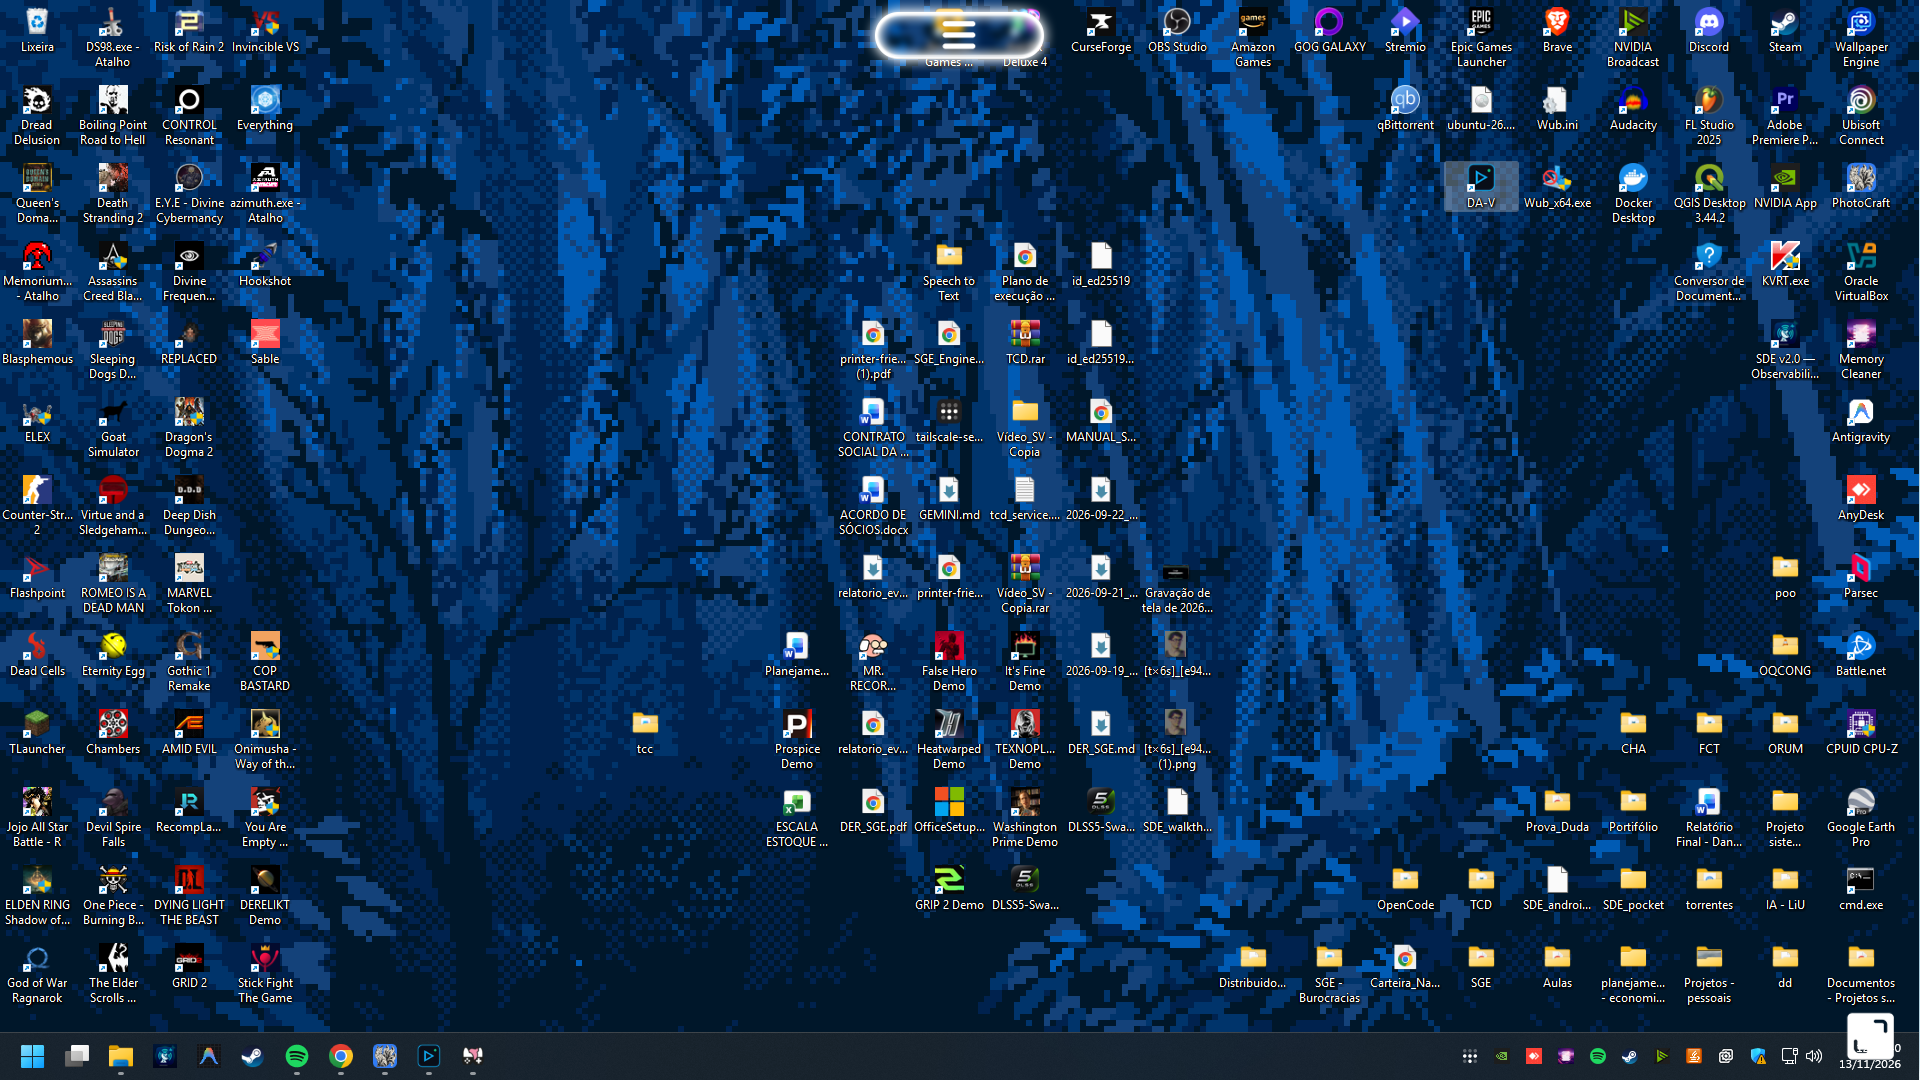 Lixeira
DS98.exe -
Atalho
Risk of Rain 2
Invincible VS
Games ...
Deluxe 4
CurseForge
OBS Studio
Amazon
Games
GOG GALAXY
Stremio
Epic Games
Launcher
Brave
NVIDIA
Broadcast
Discord
Steam
Wallpaper
Engine
Dread
Delusion
Boiling Point
Road to Hell
CONTROL
Resonant
Everything
qBittorrent
ubuntu-26....
Wub.ini
Audacity
FL Studio
2025
Adobe
Premiere P...
Ubisoft
Connect
Queen's
Doma...
Death
Stranding 2
E.Y.E - Divine
Cybermancy
azimuth.exe -
Atalho
DA-V
Wub_x64.exe
Docker
Desktop
QGIS Desktop
3.44.2
NVIDIA App
PhotoCraft
Memorium...
- Atalho
Assassins
Creed Bla...
Divine
Frequen...
Hookshot
Speech to
Text
Plano de
execução ...
id_ed25519
Conversor de
Document...
KVRT.exe
Oracle
VirtualBox
Blasphemous
Sleeping
Dogs D...
REPLACED
Sable
printer-frie...
(1).pdf
SGE_Engine...
TCD.rar
id_ed25519...
SDE v2.0 —
Observabili...
Memory
Cleaner
ELEX
Goat
Simulator
Dragon's
Dogma 2
CONTRATO
SOCIAL DA ...
tailscale-se...
Vídeo_SV -
Copia
MANUAL_S...
Antigravity
Counter-Str...
2
Virtue and a
Sledgeham...
Deep Dish
Dungeo...
ACORDO DE
SÓCIOS.docx
GEMINI.md
tcd_service....
2026-09-22_...
AnyDesk
Flashpoint
ROMEO IS A
DEAD MAN
MARVEL
Tokon ...
relatorio_ev...
printer-frie...
Vídeo_SV -
Copia.rar
2026-09-21_...
Gravação de
tela de 2026...
poo
Parsec
Dead Cells
Eternity Egg
Gothic 1
Remake
COP
BASTARD
Planejame...
MR.
RECOR...
False Hero
Demo
It's Fine
Demo
2026-09-19_...
[t×6s]_[e94...
OQCONG
Battle.net
TLauncher
Chambers
AMID EVIL
Onimusha -
Way of th...
tcc
Prospice
Demo
relatorio_ev...
Heatwarped
Demo
TEXNOPL...
Demo
DER_SGE.md
[t×6s]_[e94...
(1).png
CHA
FCT
ORUM
CPUID CPU-Z
Jojo All Star
Battle - R
Devil Spire
Falls
RecompLa...
You Are
Empty ...
ESCALA
ESTOQUE ...
DER_SGE.pdf
OfficeSetup...
Washington
Prime Demo
DLSS5-Swa...
SDE_walkth...
Prova_Duda
Portifólio
Relatório
Final - Dan...
Projeto
siste...
Google Earth
Pro
ELDEN RING
Shadow of...
One Piece -
Burning B...
DYING LIGHT
THE BEAST
DERELIKT
Demo
GRIP 2 Demo
DLSS5-Swa...
OpenCode
TCD
SDE_androi...
SDE_pocket
torrentes
IA - LiU
cmd.exe
God of War
Ragnarok
The Elder
Scrolls ...
GRID 2
Stick Fight
The Game
Distribuido...
SGE -
Burocracias
Carteira_Na...
SGE
Aulas
planejame...
- economi...
Projetos -
pessoais
dd
Documentos
- Projetos s...
13/11/2026